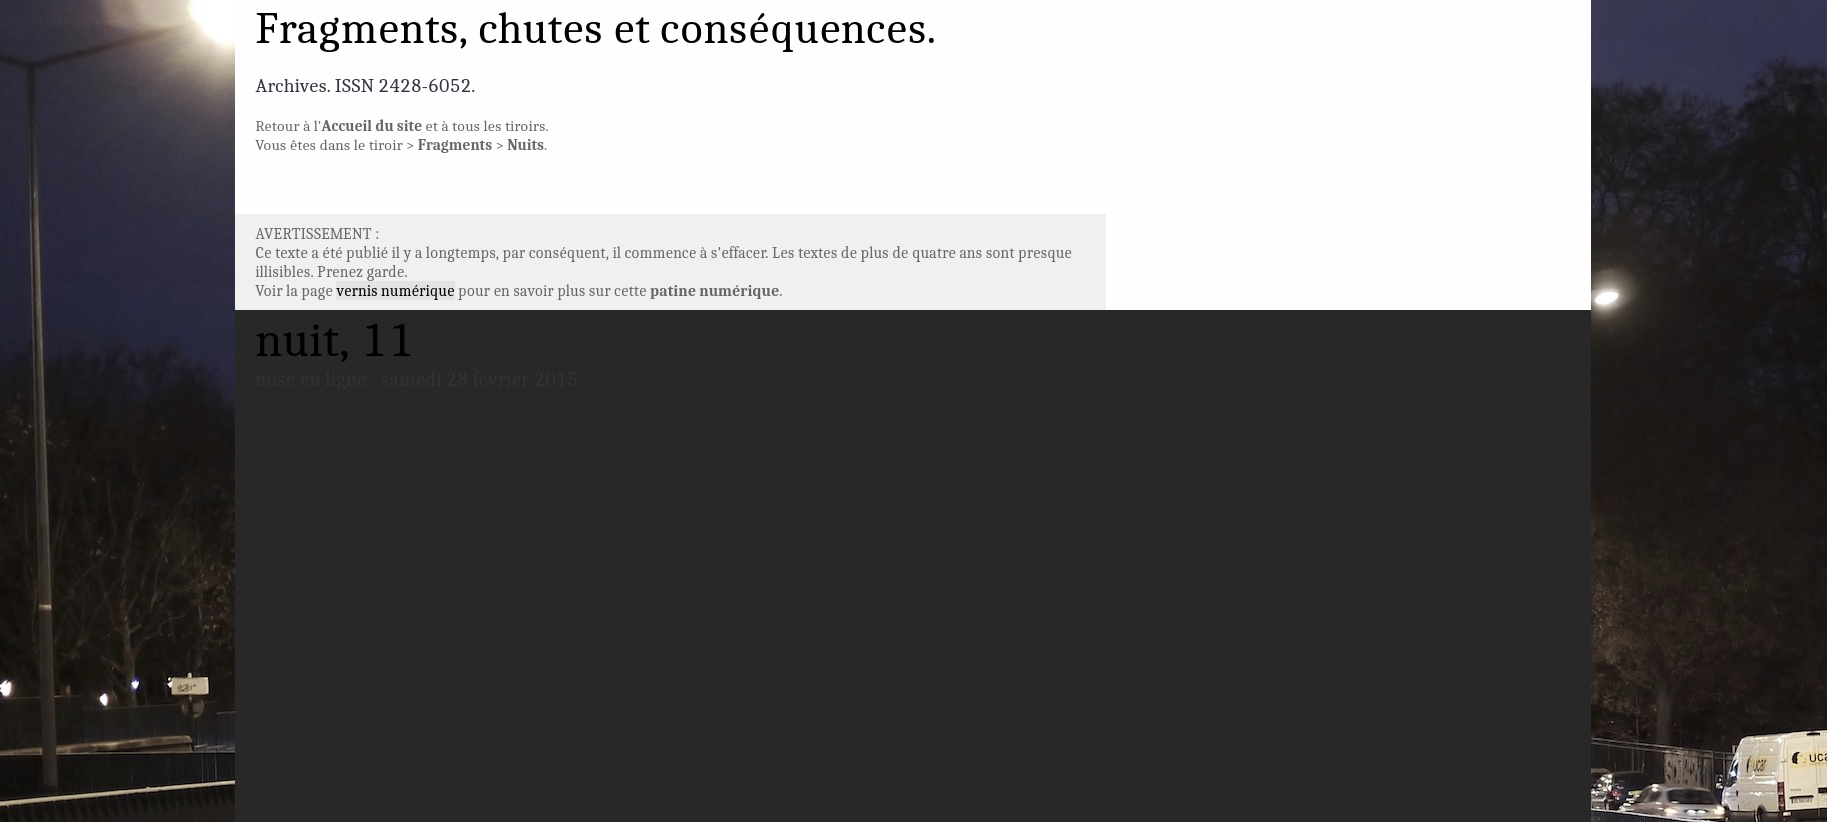 Fragments, chutes et conséquences.
Archives. ISSN 2428-6052.
Retour à l'Accueil du site et à tous les tiroirs.
Vous êtes dans le tiroir > Fragments > Nuits.
AVERTISSEMENT :
Ce texte a été publié il y a longtemps, par conséquent, il commence à s'effacer. Les textes de plus de quatre ans sont presque
illisibles. Prenez garde.
Voir la page vernis numérique pour en savoir plus sur cette patine numérique.
nuit, 11
mise en ligne : samedi 28 février 2015
ucar